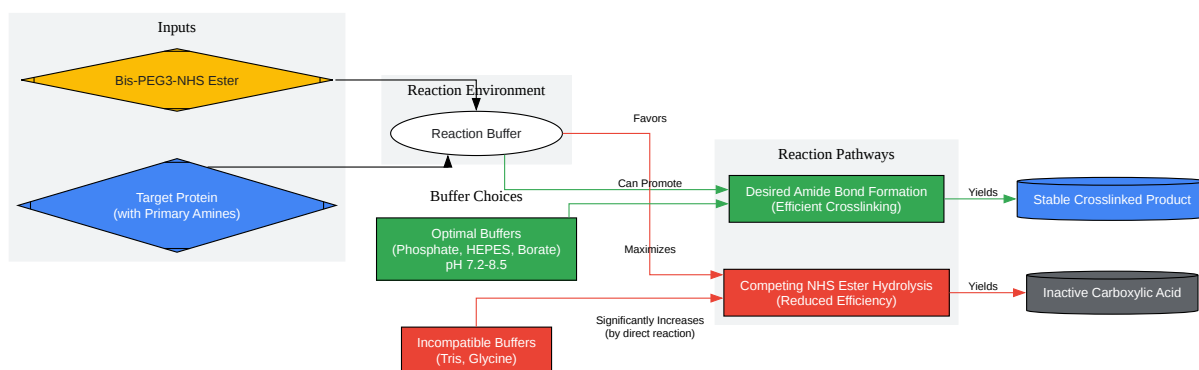 Inputs
Bis-PEG3-NHS Ester
Target Protein
(with Primary Amines)
Reaction Environment
Reaction Buffer
Buffer Choices
Optimal Buffers
(Phosphate, HEPES, Borate)
pH 7.2-8.5
Incompatible Buffers
(Tris, Glycine)
Favors
Can Promote
Maximizes
Significantly Increases
(by direct reaction)
Reaction Pathways
Desired Amide Bond Formation
(Efficient Crosslinking)
Competing NHS Ester Hydrolysis
(Reduced Efficiency)
Yields
Stable Crosslinked Product
Yields
Inactive Carboxylic Acid